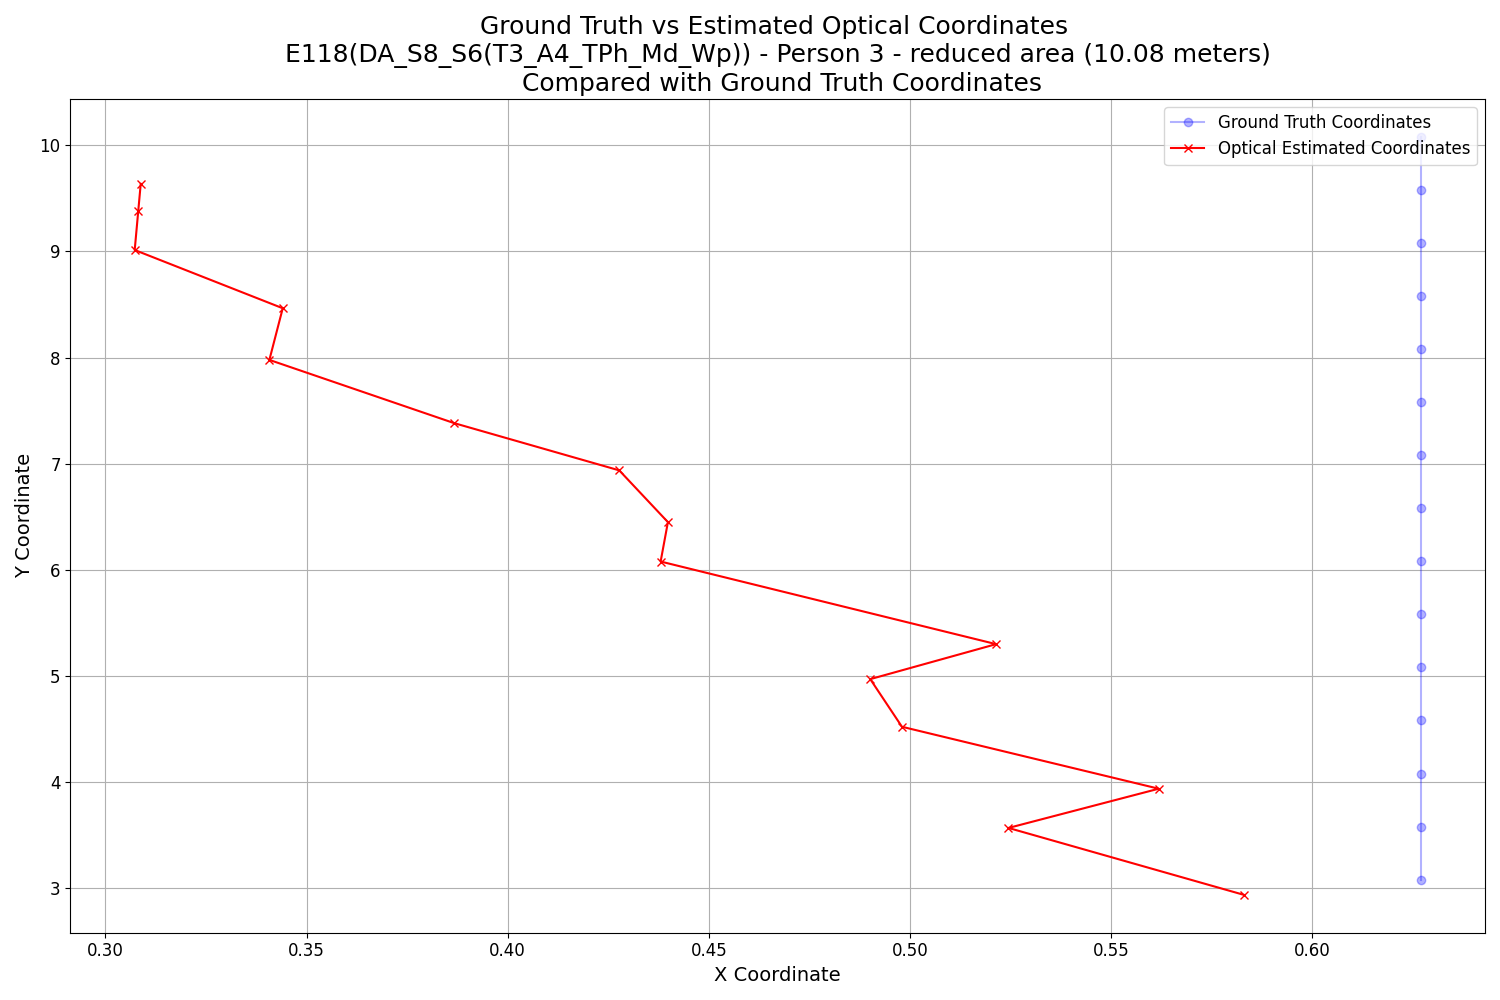 Ground Truth vs Estimated Optical Coordinates
E118(DA_S8_S6(T3_A4_TPh_Md_Wp)) - Person 3 - reduced area (10.08 meters)
Compared with Ground Truth Coordinates
Ground Truth Coordinates
Optical Estimated Coordinates
Y Coordinate
10
9
8
7
6
5
4
3
0.30 0.35 0.40 0.45 0.50 0.55 0.60
X Coordinate